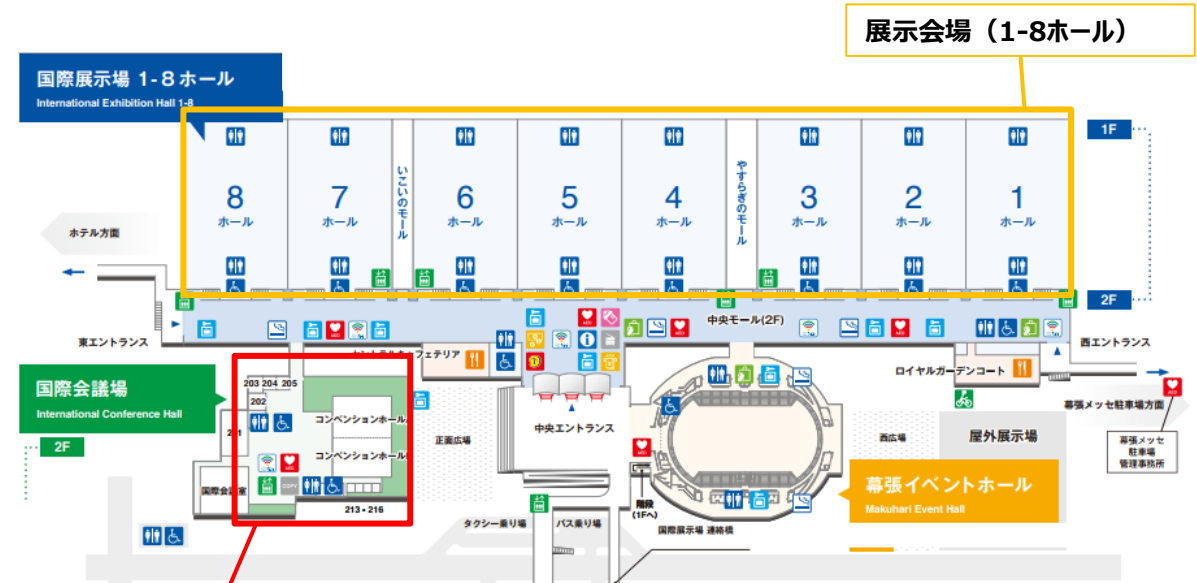 展示会場（1-8ホール）
国際展示場 1-8ホール
International Exhibition Hall 1-8
1F
8
ホール
7
ホール
いこいのモール
6
ホール
5
ホール
4
ホール
やすらぎのモール
3
ホール
2
ホール
1
ホール
ホテル方面
2F
中央モール(2F)
東エントランス
西エントランス
カフェテリア
ロイヤルガーデンコート
国際会議場
International Conference Hall
2F
203 204 205
202
コンベンションホール
コンベンションホール
正面広場
中央エントランス
西広場
屋外展示場
幕張メッセ駐車場方面
幕張メッセ
駐車場
管理事務所
COPY
213・216
階段
(1Fへ)
幕張イベントホール
Makuhari Event Hall
タクシー乗り場
バス乗り場
国際展示場 連絡橋